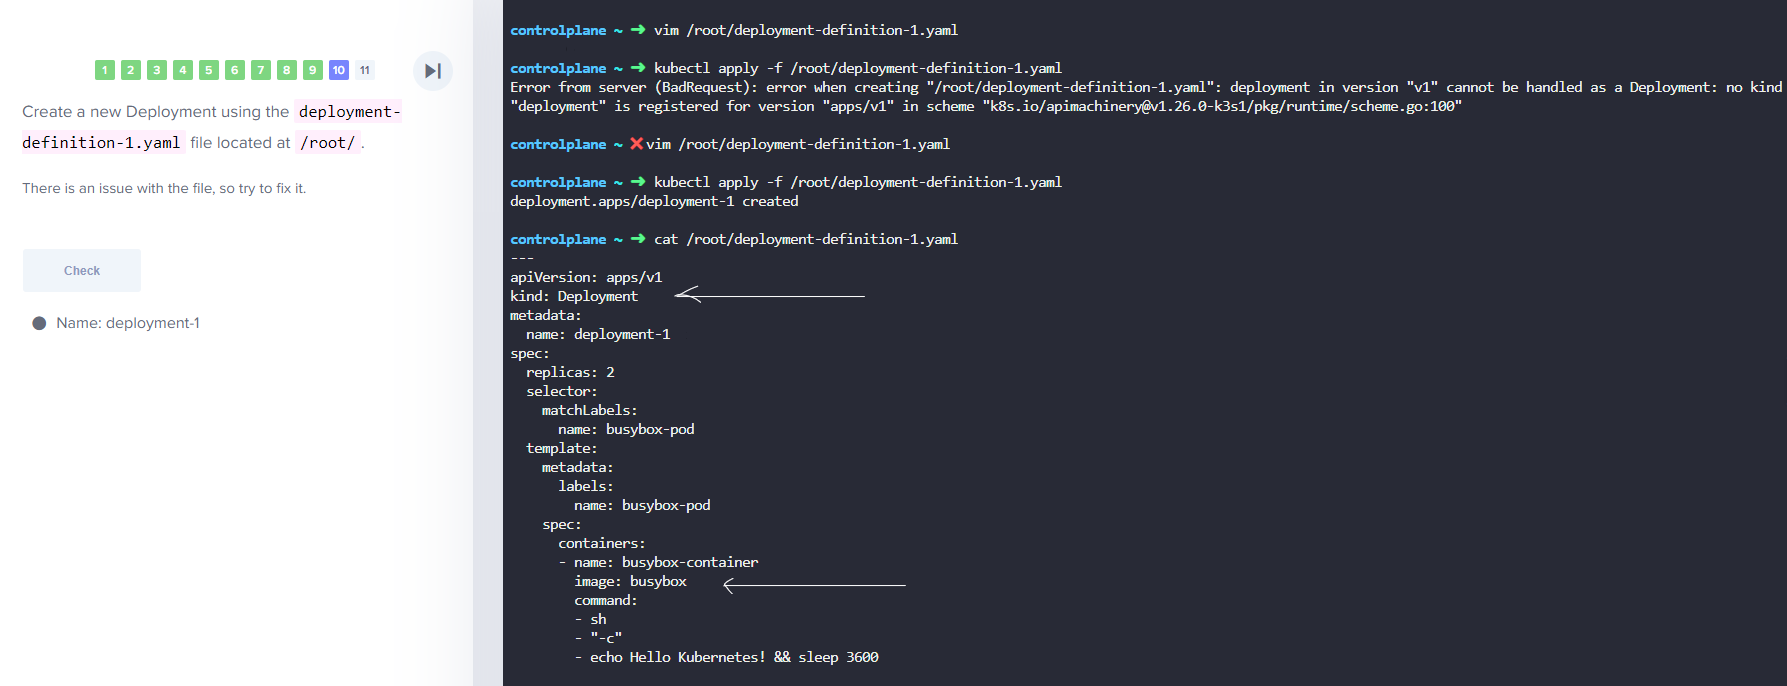 1 2 3 4 5 6 7 8 9 10 11
Create a new Deployment using the deployment-
definition-1.yaml file located at /root/ .
There is an issue with the file, so try to fix it.
Check
Name: deployment-1
controlplane ~ ➜ vim /root/deployment-definition-1.yaml
controlplane ~ ➜ kubectl apply -f /root/deployment-definition-1.yaml
Error from server (BadRequest): error when creating "/root/deployment-definition-1.yaml": deployment in version "v1" cannot be handled as a Deployment: no kind
"deployment" is registered for version "apps/v1" in scheme "k8s.io/apimachinery@v1.26.0-k3s1/pkg/runtime/scheme.go:100"
controlplane ~ ✖ vim /root/deployment-definition-1.yaml
controlplane ~ ➜ kubectl apply -f /root/deployment-definition-1.yaml
deployment.apps/deployment-1 created
controlplane ~ ➜ cat /root/deployment-definition-1.yaml
---
apiVersion: apps/v1
kind: Deployment
metadata:
  name: deployment-1
spec:
  replicas: 2
  selector:
    matchLabels:
      name: busybox-pod
  template:
    metadata:
      labels:
        name: busybox-pod
    spec:
      containers:
      - name: busybox-container
        image: busybox
        command:
        - sh
        - "-c"
        - echo Hello Kubernetes! && sleep 3600